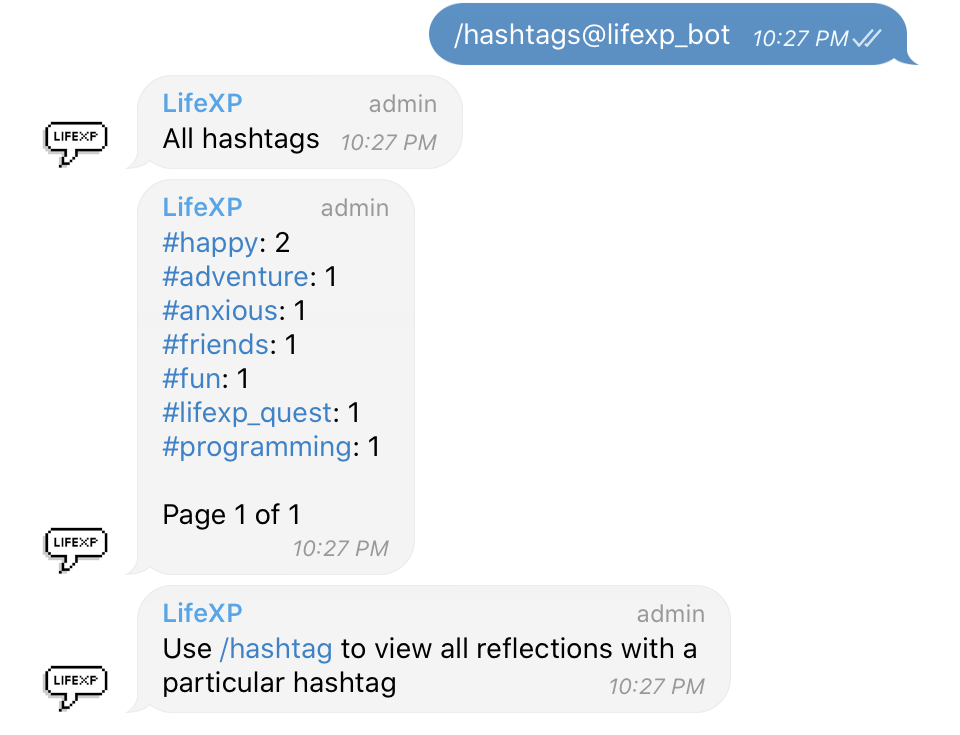 /hashtags@lifexp_bot 10:27 PM
LifeXP admin
All hashtags 10:27 PM
LIFEXP
LifeXP admin
#happy: 2
#adventure: 1
#anxious: 1
#friends: 1
#fun: 1
#lifexp_quest: 1
#programming: 1
Page 1 of 1
10:27 PM
LIFEXP
LifeXP admin
Use /hashtag to view all reflections with a
particular hashtag 10:27 PM
LIFEXP